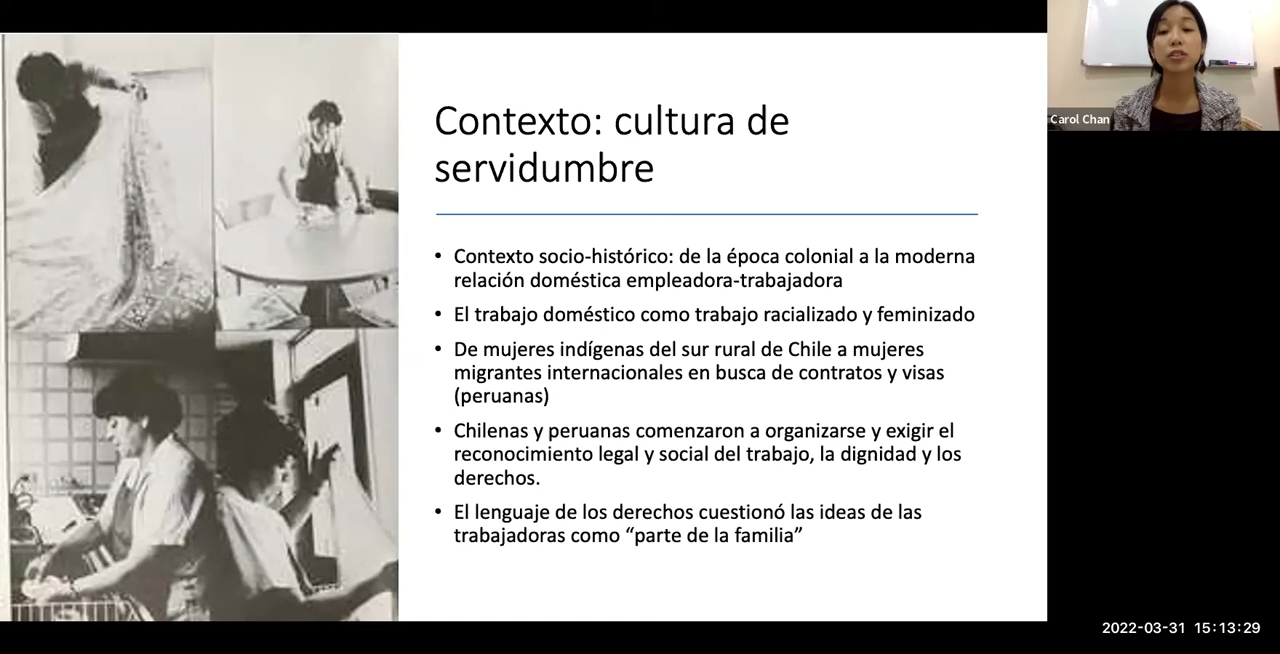 Contexto: cultura de
servidumbre
• Contexto socio-histórico: de la época colonial a la moderna
relación doméstica empleadora-trabajadora
• El trabajo doméstico como trabajo racializado y feminizado
• De mujeres indígenas del sur rural de Chile a mujeres
migrantes internacionales en busca de contratos y visas
(peruanas)
• Chilenas y peruanas comenzaron a organizarse y exigir el
reconocimiento legal y social del trabajo, la dignidad y los
derechos.
• El lenguaje de los derechos cuestionó las ideas de las
trabajadoras como “parte de la familia”
Carol Chan
2022-03-31 15:13:29